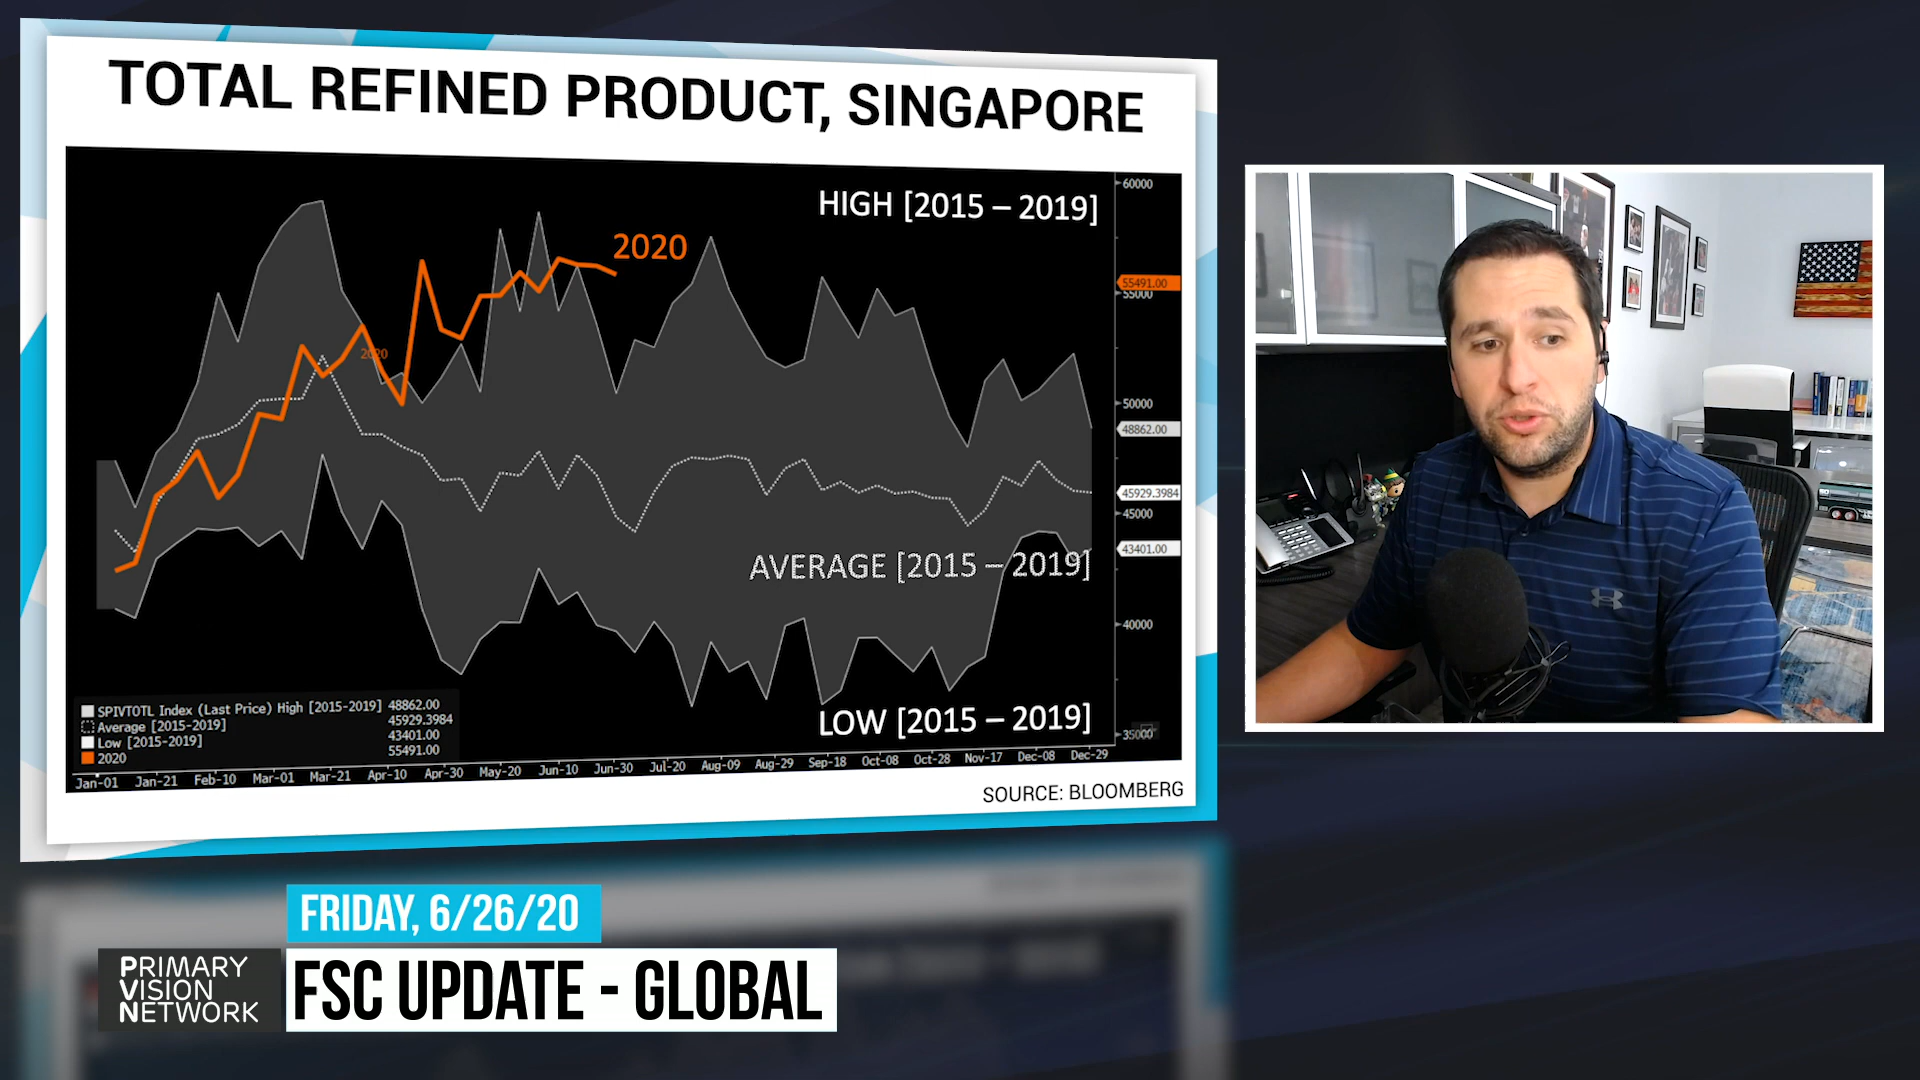 TOTAL REFINED PRODUCT, SINGAPORE
HIGH [2015 – 2019]
2020
2020
AVERAGE [2015 – 2019]
LOW [2015 – 2019]
60000
55491.00
55000
50000
48862.00
45929.3984
45000
43401.00
40000
35000
SPIVTOTL Index (Last Price) High [2015-2019] 48862.00
Average [2015-2019] 45929.3984
Low [2015-2019] 43401.00
2020 55491.00
Jan-01 Jan-21 Feb-10 Mar-01 Mar-21 Apr-10 Apr-30 May-20 Jun-10 Jun-30 Jul-20 Aug-09 Aug-29 Sep-18 Oct-08 Oct-28 Nov-17 Dec-08 Dec-29
SOURCE: BLOOMBERG
FRIDAY, 6/26/20
PRIMARY
VISION
NETWORK
FSC UPDATE - GLOBAL